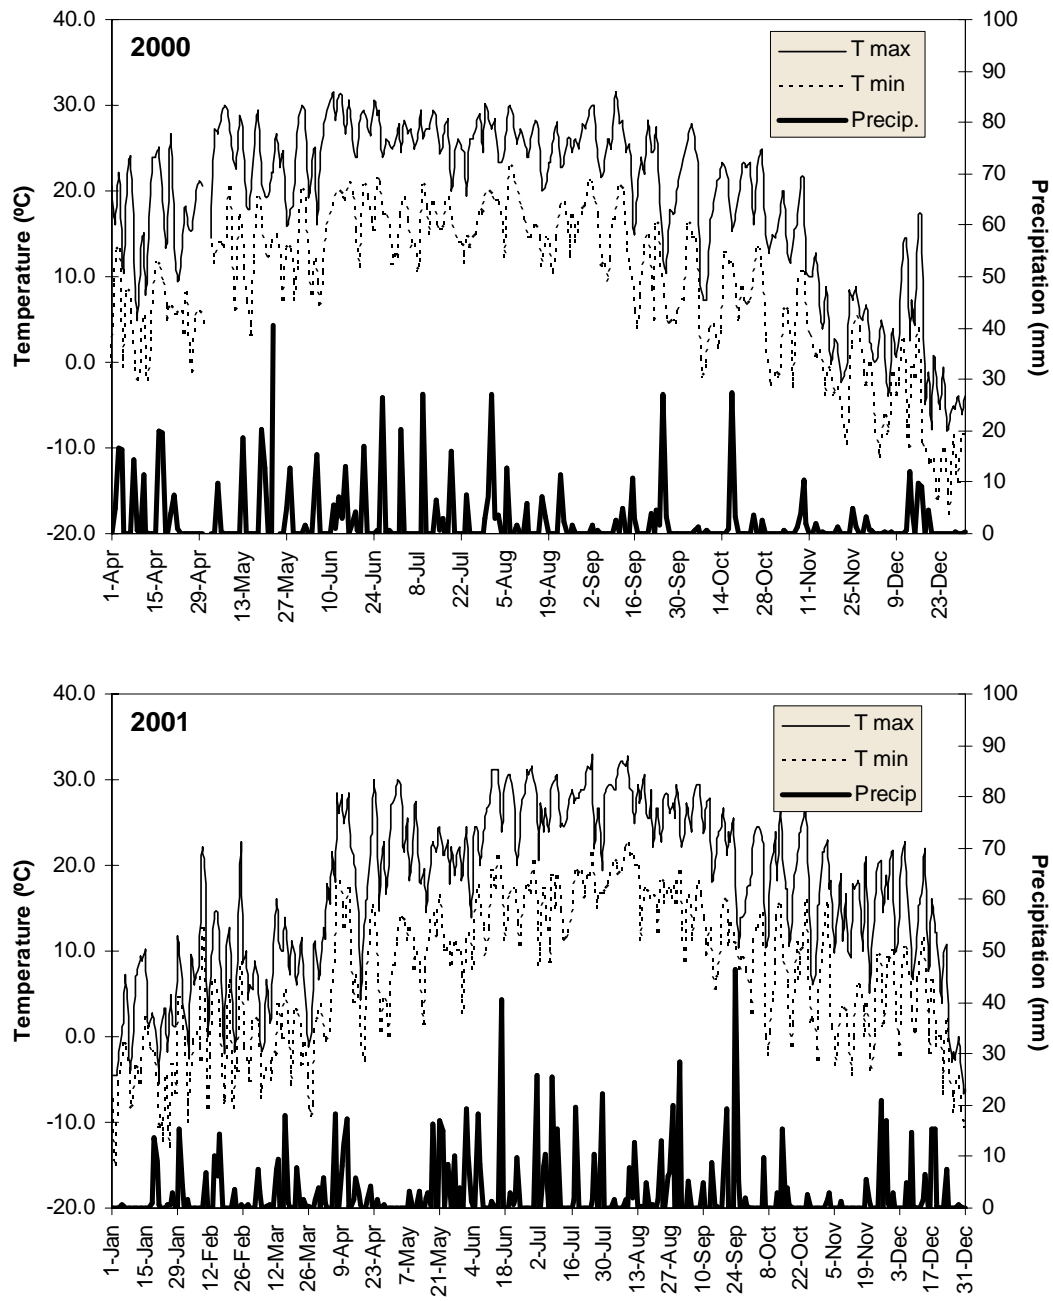 2000
T max
T min
Precip.
40.0
30.0
20.0
10.0
0.0
-10.0
-20.0
Temperature (ºC)
100
90
80
70
60
50
40
30
20
10
0
Precipitation (mm)
1-Apr
15-Apr
29-Apr
13-May
27-May
10-Jun
24-Jun
8-Jul
22-Jul
5-Aug
19-Aug
2-Sep
16-Sep
30-Sep
14-Oct
28-Oct
11-Nov
25-Nov
9-Dec
23-Dec
2001
T max
T min
Precip
40.0
30.0
20.0
10.0
0.0
-10.0
-20.0
Temperature (ºC)
100
90
80
70
60
50
40
30
20
10
0
Precipitation (mm)
1-Jan
15-Jan
29-Jan
12-Feb
26-Feb
12-Mar
26-Mar
9-Apr
23-Apr
7-May
21-May
4-Jun
18-Jun
2-Jul
16-Jul
30-Jul
13-Aug
27-Aug
10-Sep
24-Sep
8-Oct
22-Oct
5-Nov
19-Nov
3-Dec
17-Dec
31-Dec